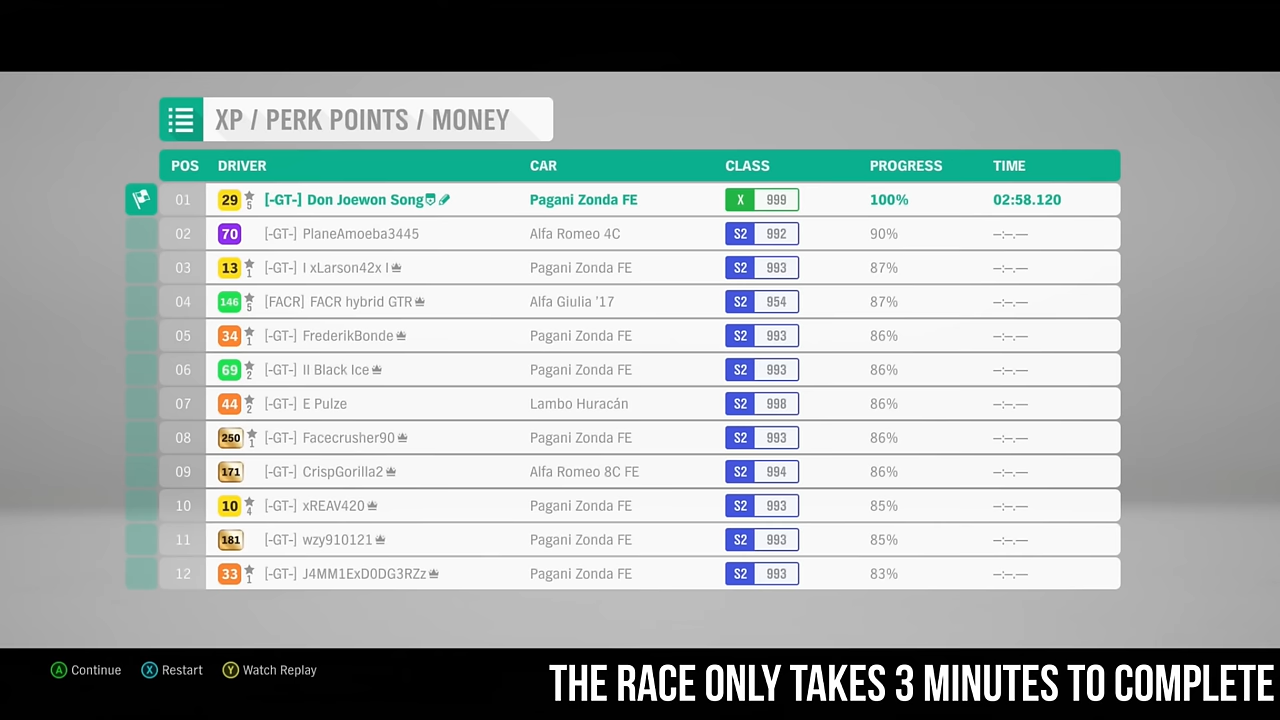 XP / PERK POINTS / MONEY
POS DRIVER CAR CLASS PROGRESS TIME
01 29 5 [-GT-] Don Joewon Song Pagani Zonda FE X 999 100% 02:58.120
02 70 [-GT-] PlaneAmoeba3445 Alfa Romeo 4C S2 992 90% --:--.---
03 13 1 [-GT-] I xLarson42x I Pagani Zonda FE S2 993 87% --:--.---
04 146 5 [FACR] FACR hybrid GTR Alfa Giulia '17 S2 954 87% --:--.---
05 34 1 [-GT-] FrederikBonde Pagani Zonda FE S2 993 86% --:--.---
06 69 2 [-GT-] II Black Ice Pagani Zonda FE S2 993 86% --:--.---
07 44 2 [-GT-] E Pulze Lambo Huracán S2 998 86% --:--.---
08 250 1 [-GT-] Facecrusher90 Pagani Zonda FE S2 993 86% --:--.---
09 171 [-GT-] CrispGorilla2 Alfa Romeo 8C FE S2 994 86% --:--.---
10 10 4 [-GT-] xREAV420 Pagani Zonda FE S2 993 85% --:--.---
11 181 [-GT-] wzy910121 Pagani Zonda FE S2 993 85% --:--.---
12 33 1 [-GT-] J4MM1ExD0DG3RZz Pagani Zonda FE S2 993 83% --:--.---
A Continue X Restart Y Watch Replay
THE RACE ONLY TAKES 3 MINUTES TO COMPLETE